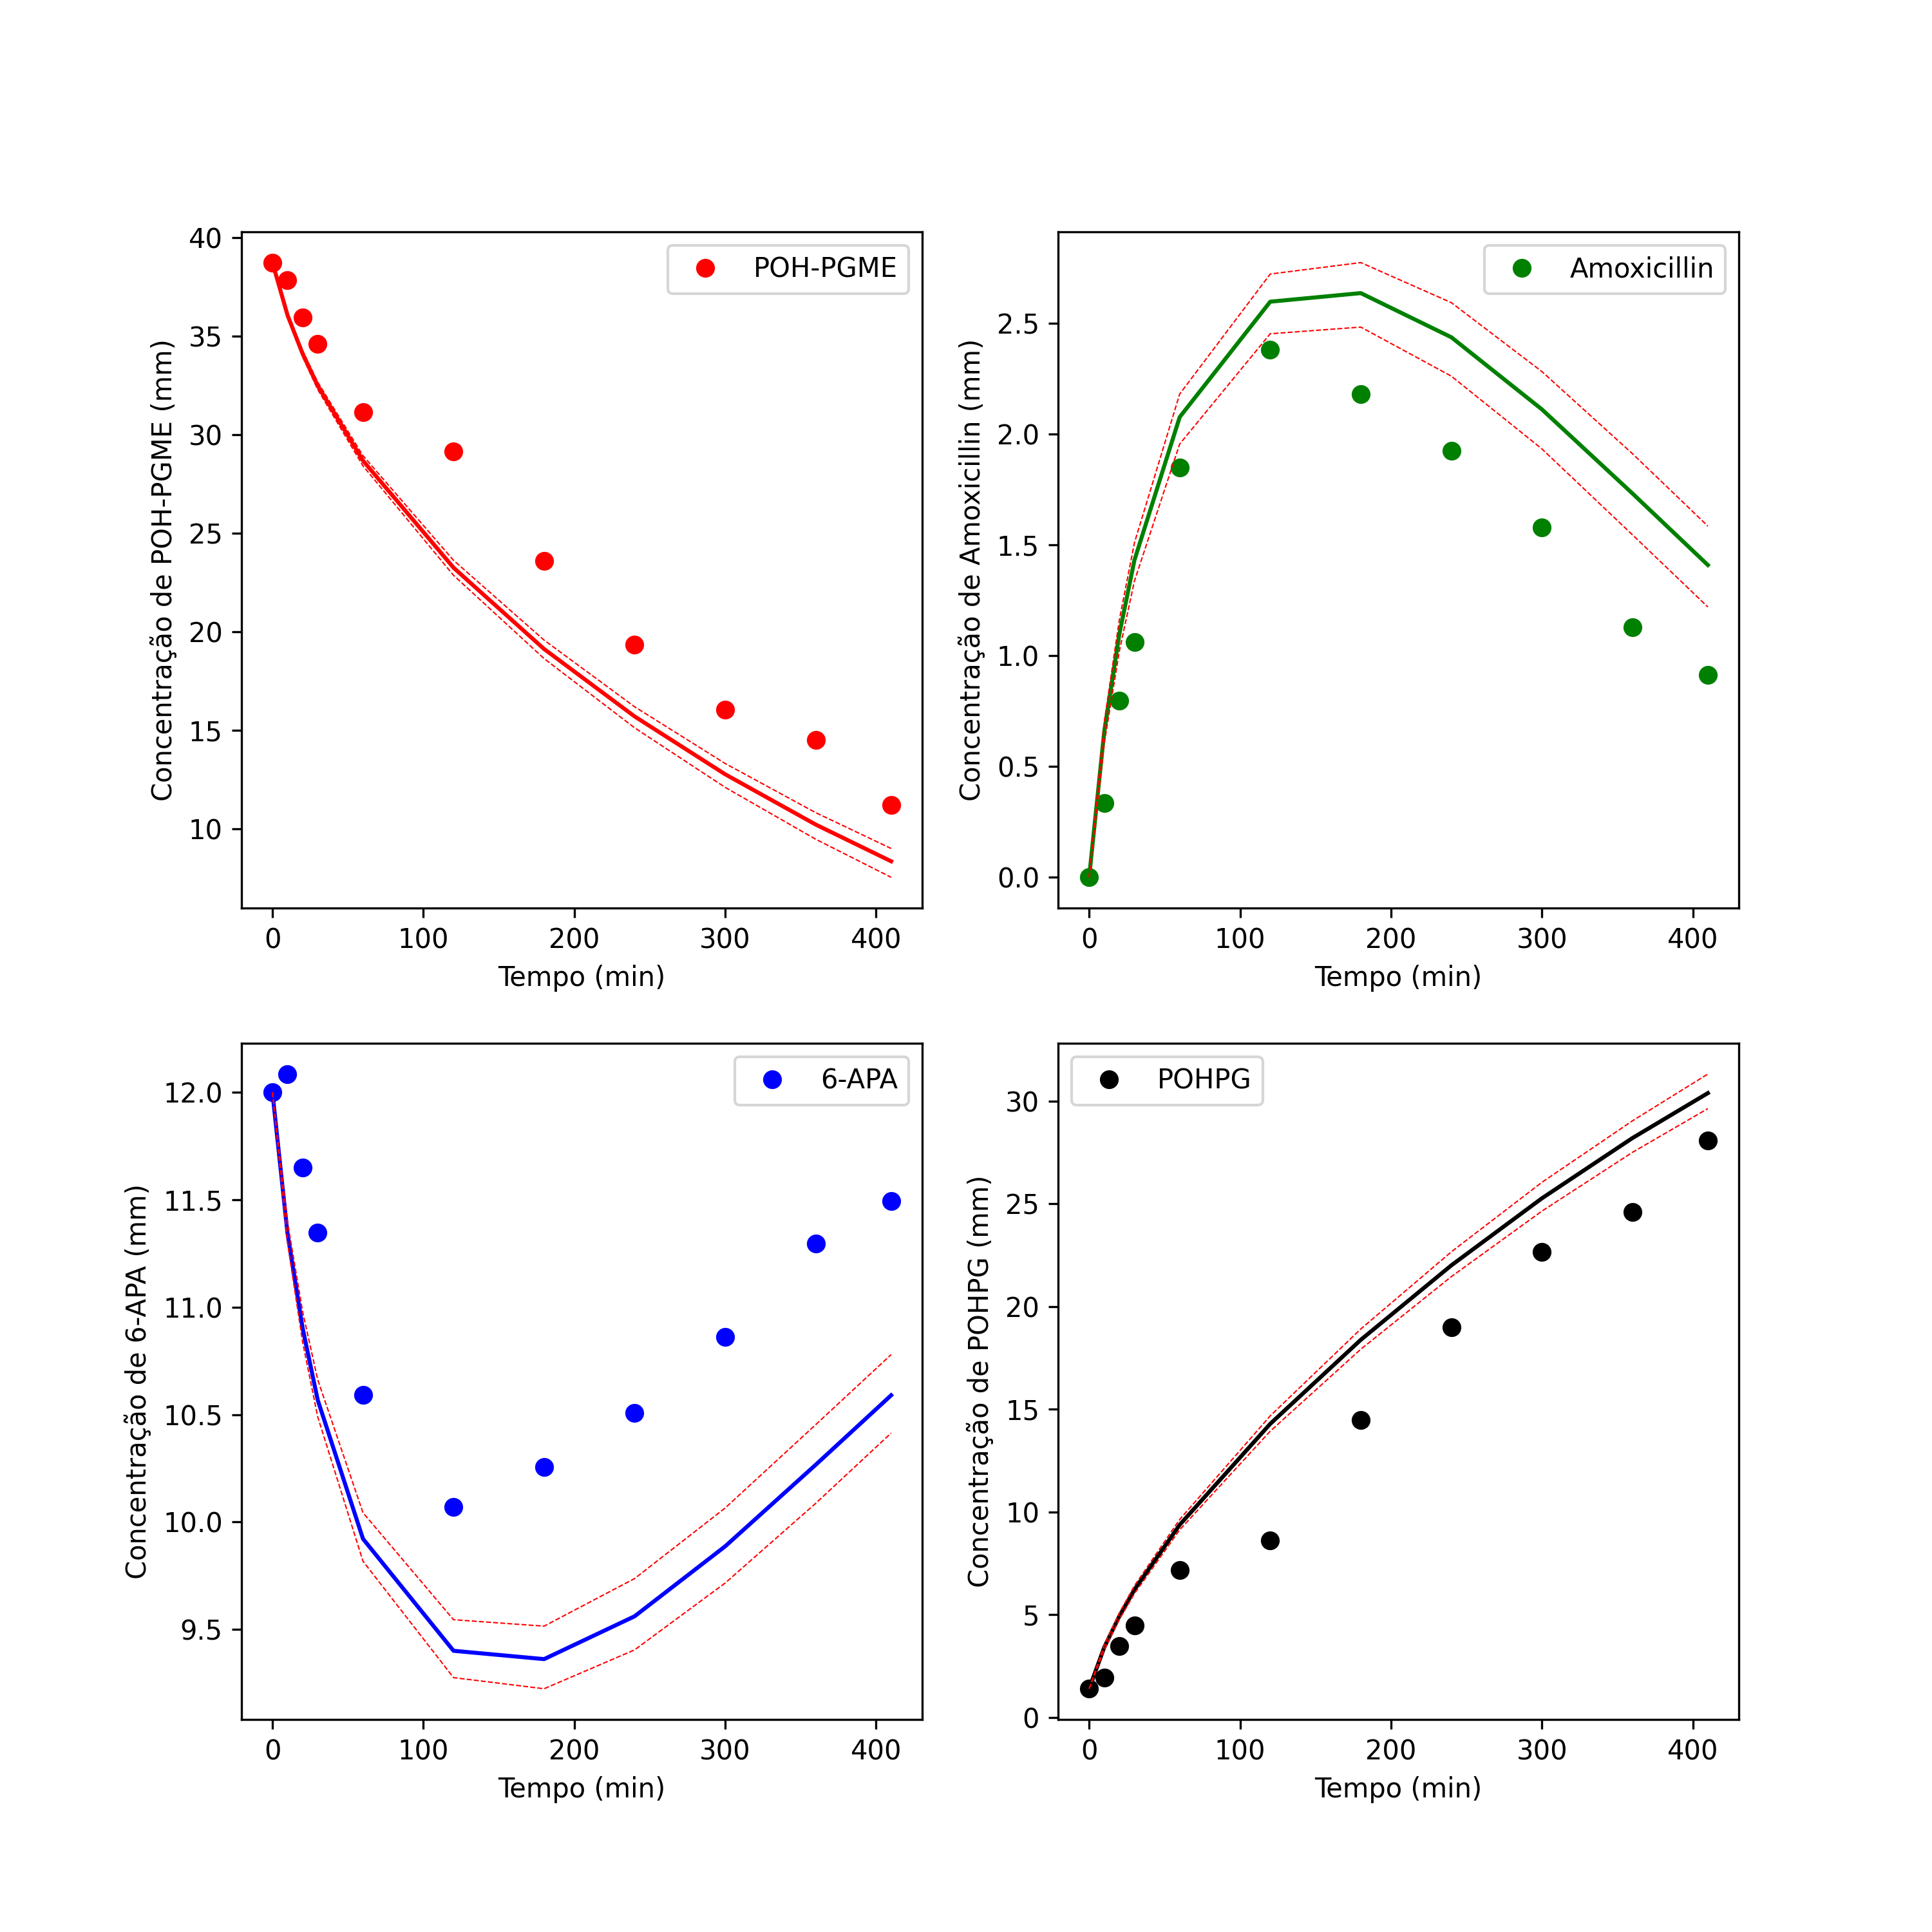 POH-PGME
Concentração de POH-PGME (mm)
40
35
30
25
20
15
10
0 100 200 300 400
Tempo (min)
Amoxicillin
Concentração de Amoxicillin (mm)
2.5
2.0
1.5
1.0
0.5
0.0
0 100 200 300 400
Tempo (min)
6-APA
Concentração de 6-APA (mm)
12.0
11.5
11.0
10.5
10.0
9.5
0 100 200 300 400
Tempo (min)
POHPG
Concentração de POHPG (mm)
30
25
20
15
10
5
0
0 100 200 300 400
Tempo (min)